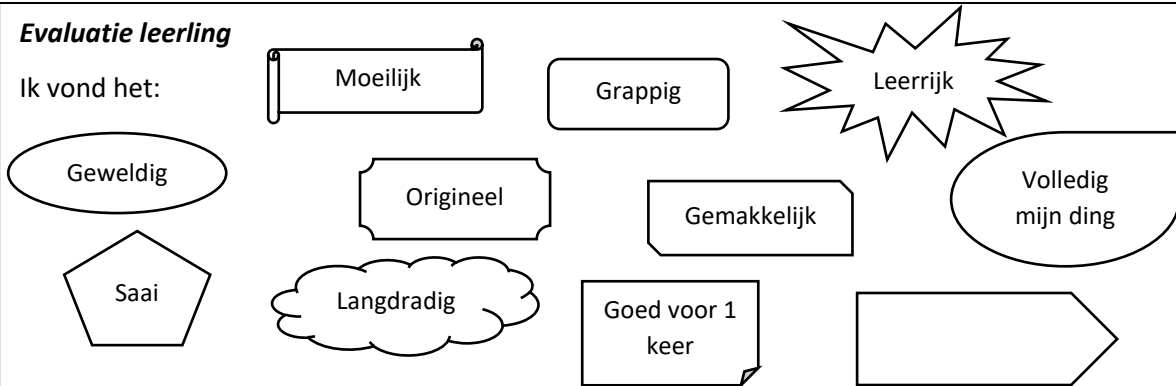 Evaluatie leerling
Ik vond het:
Moeilijk
Grappig
Leerrijk
Geweldig
Origineel
Gemakkelijk
Volledig
mijn ding
Saai
Langdradig
Goed voor 1
keer